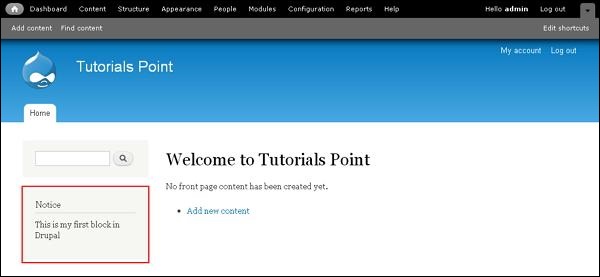 Dashboard Content Structure Appearance People Modules Configuration Reports Help Hello admin Log out
Add content Find content Edit shortcuts
My account Log out
Tutorials Point
Home
Welcome to Tutorials Point
No front page content has been created yet.
Add new content
Notice
This is my first block in
Drupal